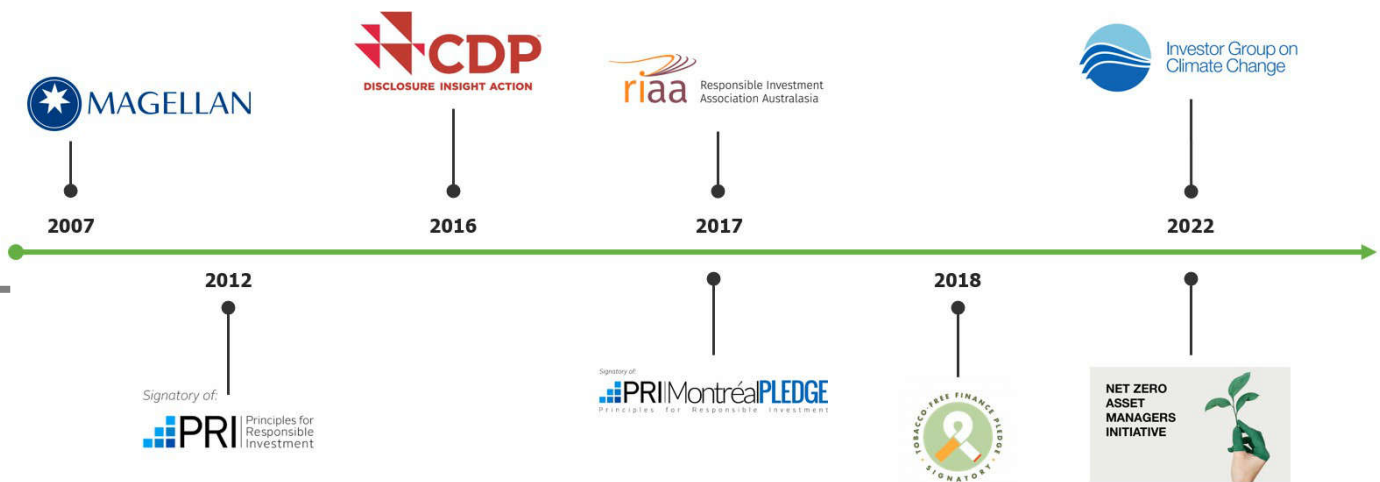 MAGELLAN
2007
CDP
DISCLOSURE INSIGHT ACTION
2016
riaa
Responsible Investment
Association Australasia
2017
Investor Group on
Climate Change
2022
2012
Signatory of:
PRI
Principles for
Responsible
Investment
Signatory of:
PRI MontréalPLEDGE
Principles for Responsible Investment
2018
TOBACCO-FREE FINANCE PLEDGE
SIGNATORY
NET ZERO
ASSET
MANAGERS
INITIATIVE